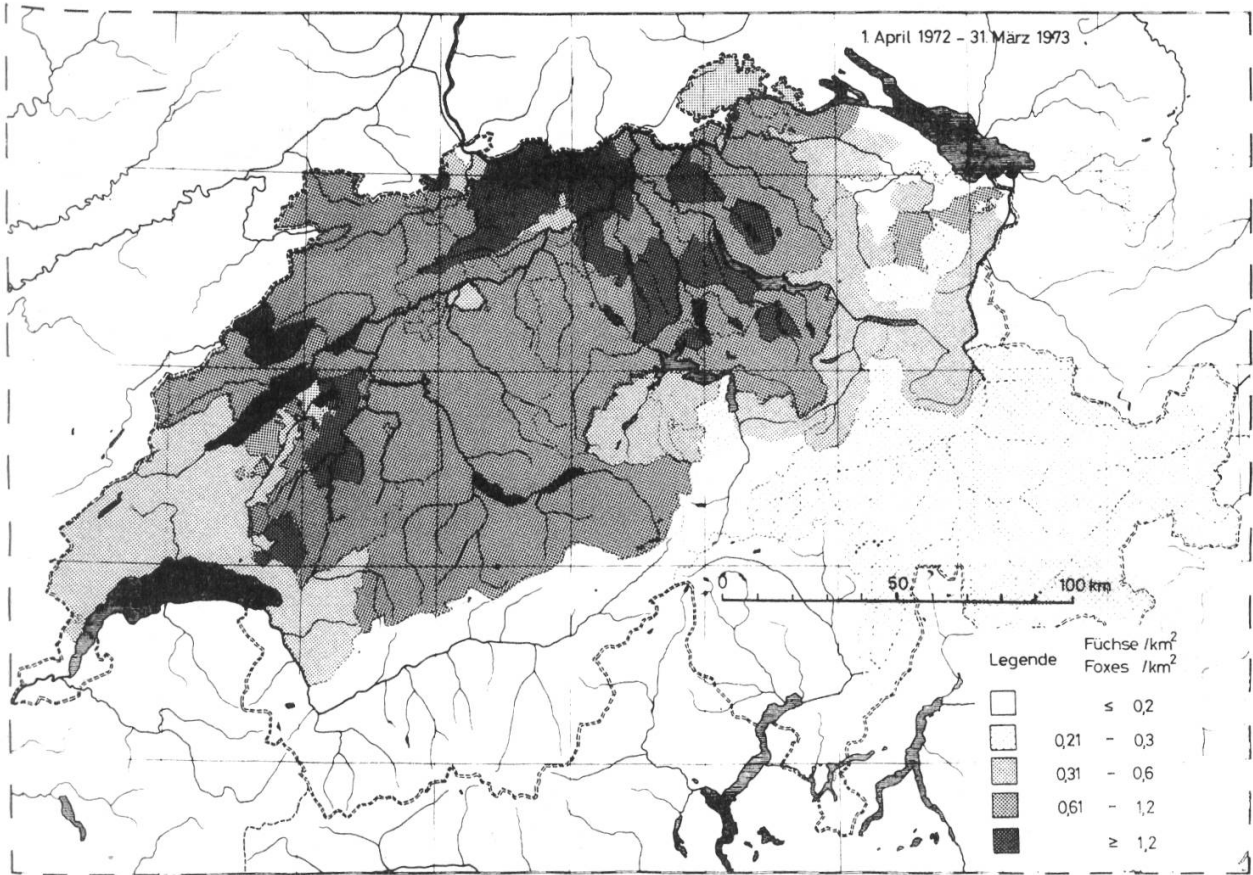 1. April 1972 – 31. März 1973
0 50 100 km
Legende
Füchse /km²
Foxes /km²
≤ 0,2
0,21 – 0,3
0,31 – 0,6
0,61 – 1,2
≥ 1,2